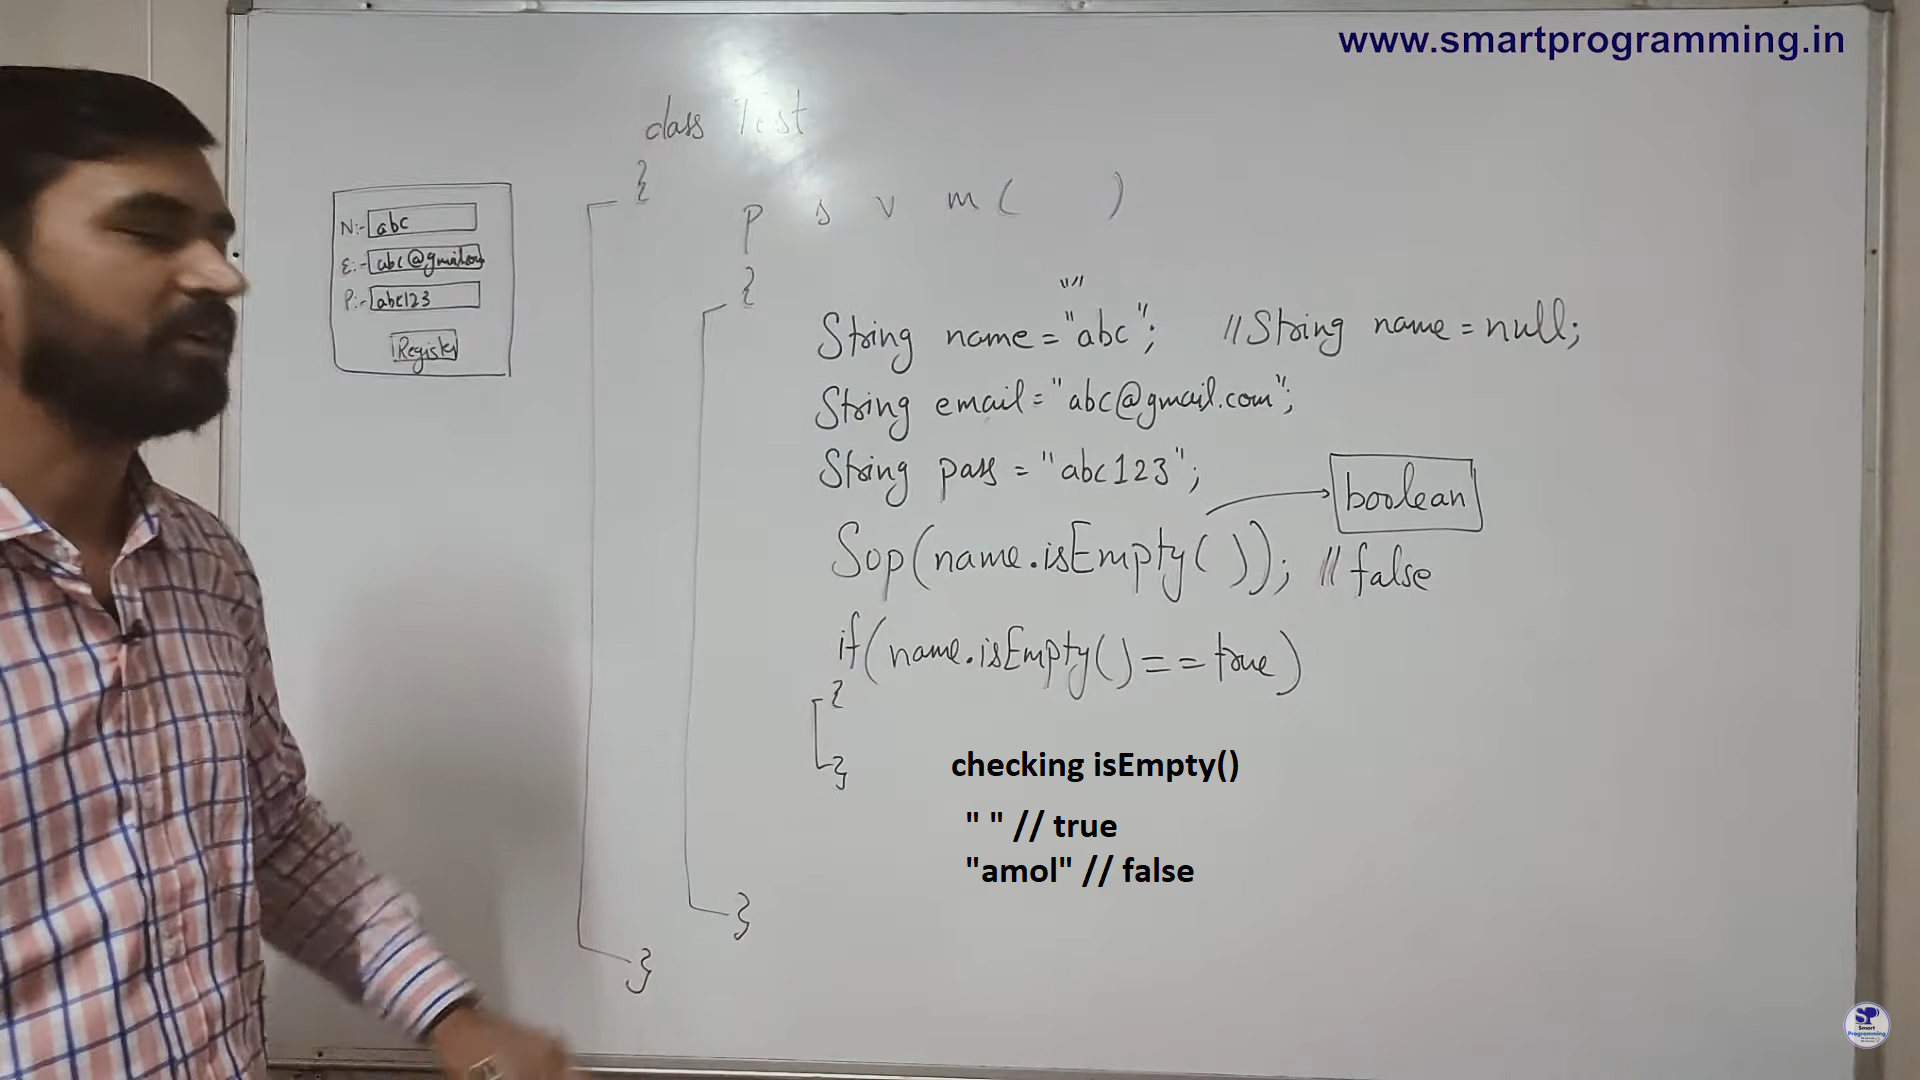 www.smartprogramming.in
class Test
{
p s v m ( )
{
N:- abc
E:- abc@gmail.com
P:- abc123
Register
""
String name = "abc"; //String name = null;
String email = "abc@gmail.com";
String pass = "abc123";
boolean
Sop(name.isEmpty( )); // false
if(name.isEmpty()==true)
{
}
checking isEmpty()
" " // true
"amol" // false
}
}
SP
Smart
Programming